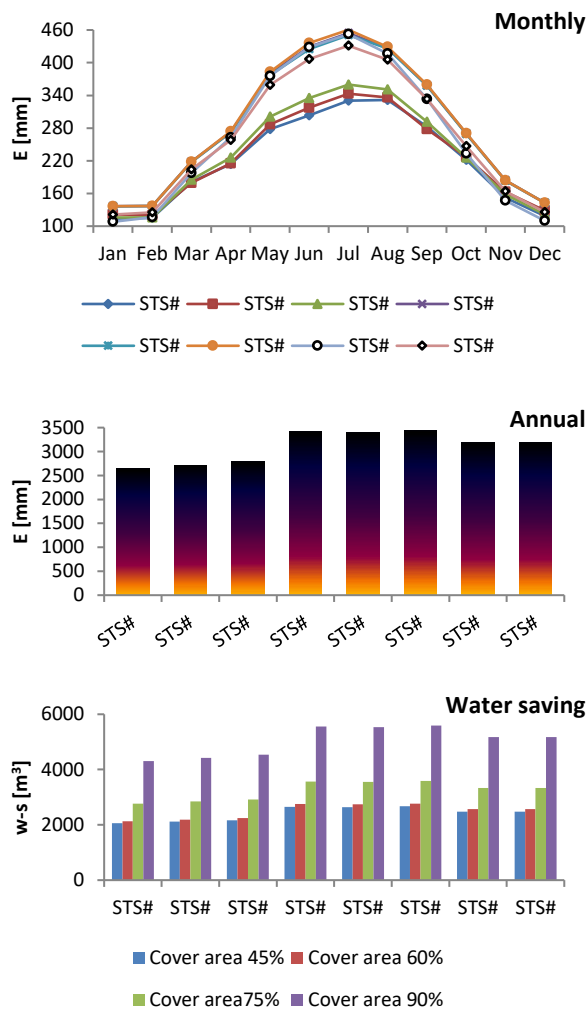 Monthly
E [mm]
460
400
340
280
220
160
100
Jan Feb Mar Apr May Jun Jul Aug Sep Oct Nov Dec
STS# STS# STS# STS#
STS# STS# STS# STS#
Annual
E [mm]
3500
3000
2500
2000
1500
1000
500
0
STS# STS# STS# STS# STS# STS# STS# STS#
Water saving
w-s [m³]
6000
4000
2000
0
STS# STS# STS# STS# STS# STS# STS# STS#
Cover area 45% Cover area 60%
Cover area75% Cover area 90%